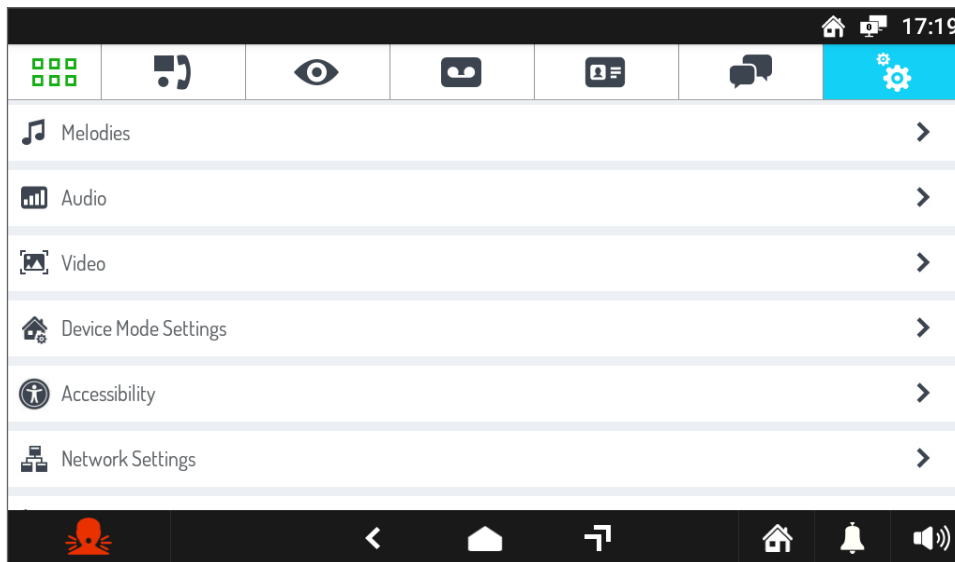 17:19
Melodies
Audio
Video
Device Mode Settings
Accessibility
Network Settings